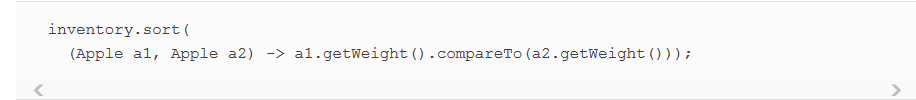 inventory.sort(
(Apple a1, Apple a2) -> a1.getWeight().compareTo(a2.getWeight()));